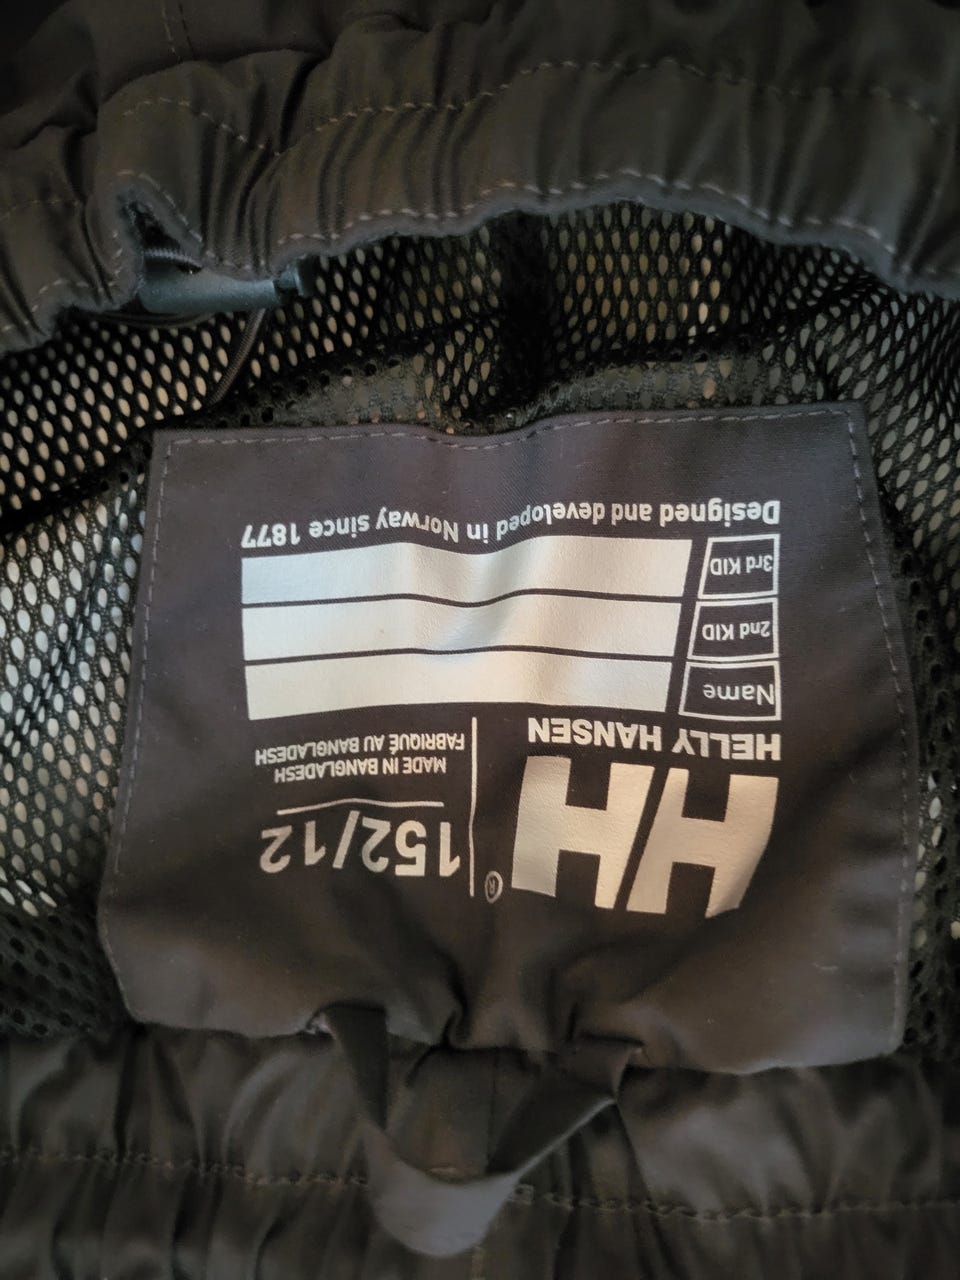 HH®
HELLY HANSEN
152/12
MADE IN BANGLADESH
FABRIQUÉ AU BANGLADESH
Name
2nd KID
3rd KID
Designed and developed in Norway since 1877